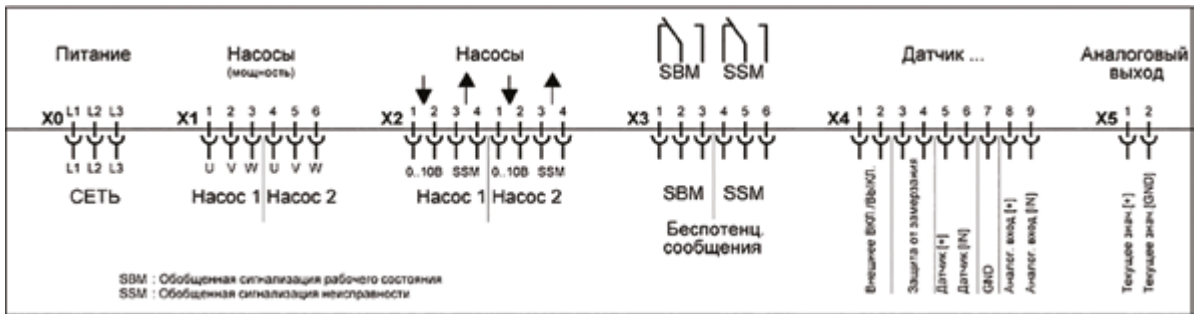 Питание Насосы Насосы Датчик ... Аналоговый
(мощность) выход
SBM SSM
X0 L1 L2 L3 X1 1 2 3 4 5 6 X2 1 2 3 4 1 2 3 4 X3 1 2 3 4 5 6 X4 1 2 3 4 5 6 7 8 9 X5 1 2
L1 L2 L3 U V W U V W 0..10В SSM 0..10В SSM
СЕТЬ Насос 1 Насос 2 Насос 1 Насос 2 SBM SSM
Беспотенц.
сообщения
Внешнее ВКЛ./ВЫКЛ.
Защита от замерзания
Датчик [+]
Датчик [IN]
GND
Аналог. вход [+]
Аналог. вход [IN]
Текущее знач. [+]
Текущее знач. [GND]
SBM : Обобщенная сигнализация рабочего состояния
SSM : Обобщенная сигнализация неисправности